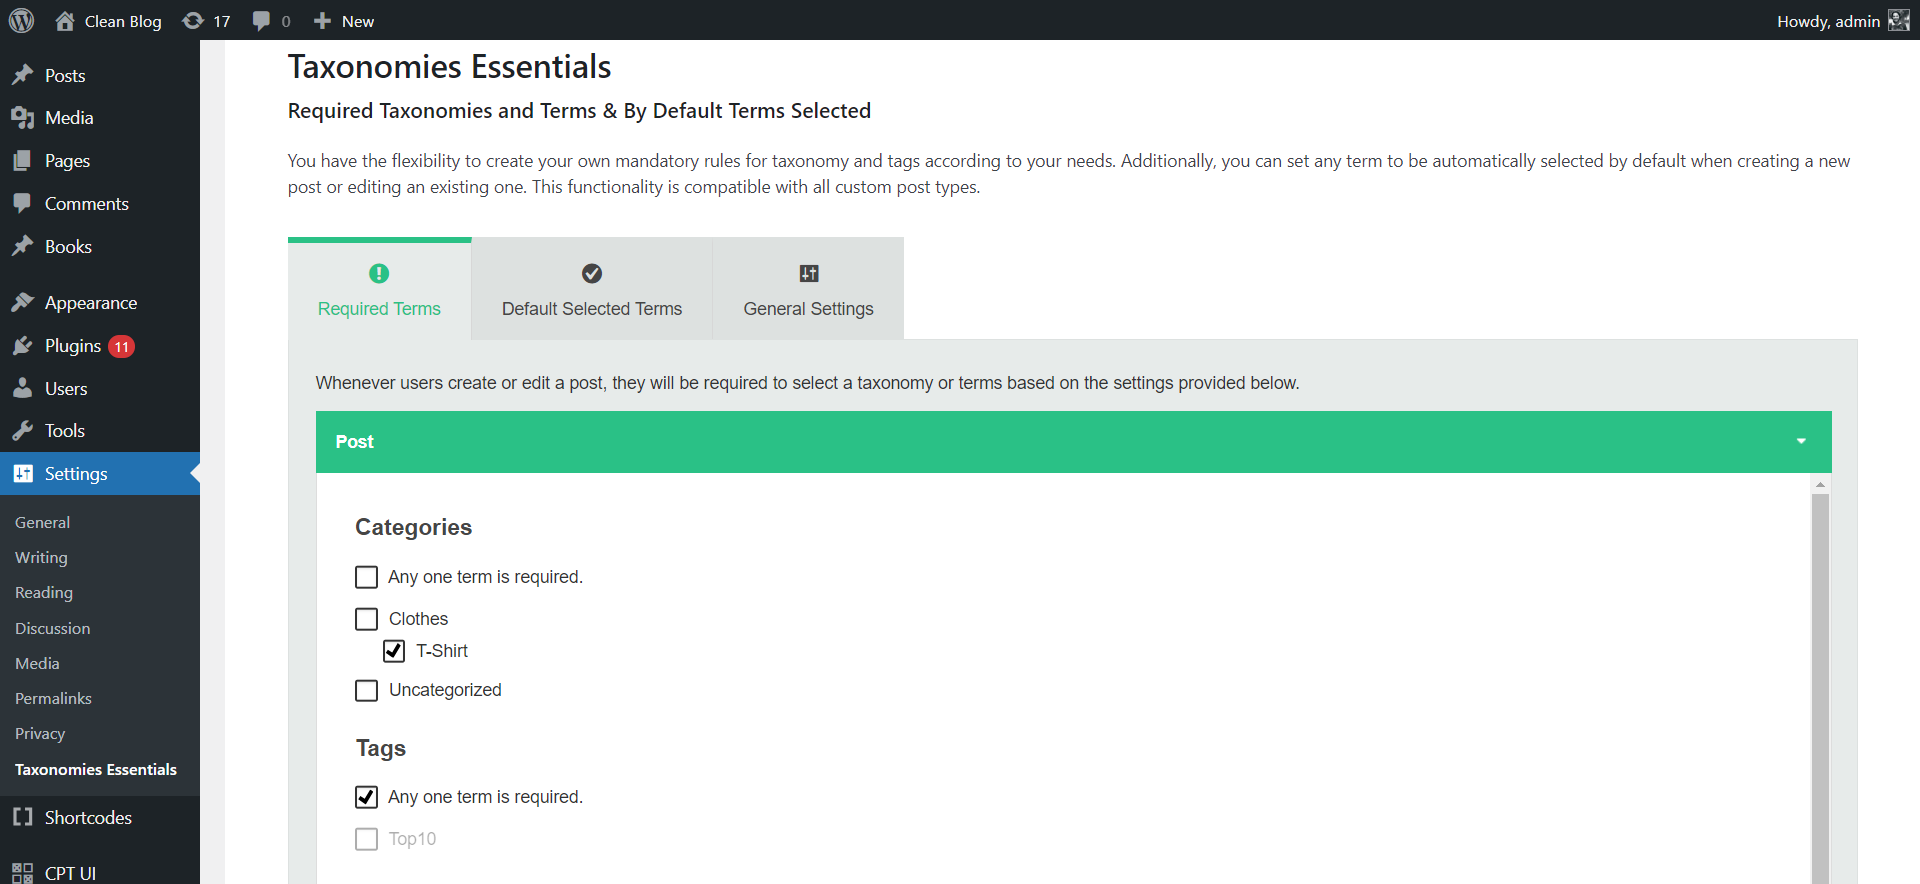 Clean Blog 17 0 New Howdy, admin
Posts
Media
Pages
Comments
Books
Appearance
Plugins 11
Users
Tools
Settings
General
Writing
Reading
Discussion
Media
Permalinks
Privacy
Taxonomies Essentials
Shortcodes
CPT UI
Taxonomies Essentials
Required Taxonomies and Terms & By Default Terms Selected
You have the flexibility to create your own mandatory rules for taxonomy and tags according to your needs. Additionally, you can set any term to be automatically selected by default when creating a new
post or editing an existing one. This functionality is compatible with all custom post types.
Required Terms Default Selected Terms General Settings
Whenever users create or edit a post, they will be required to select a taxonomy or terms based on the settings provided below.
Post
Categories
Any one term is required.
Clothes
T-Shirt
Uncategorized
Tags
Any one term is required.
Top10